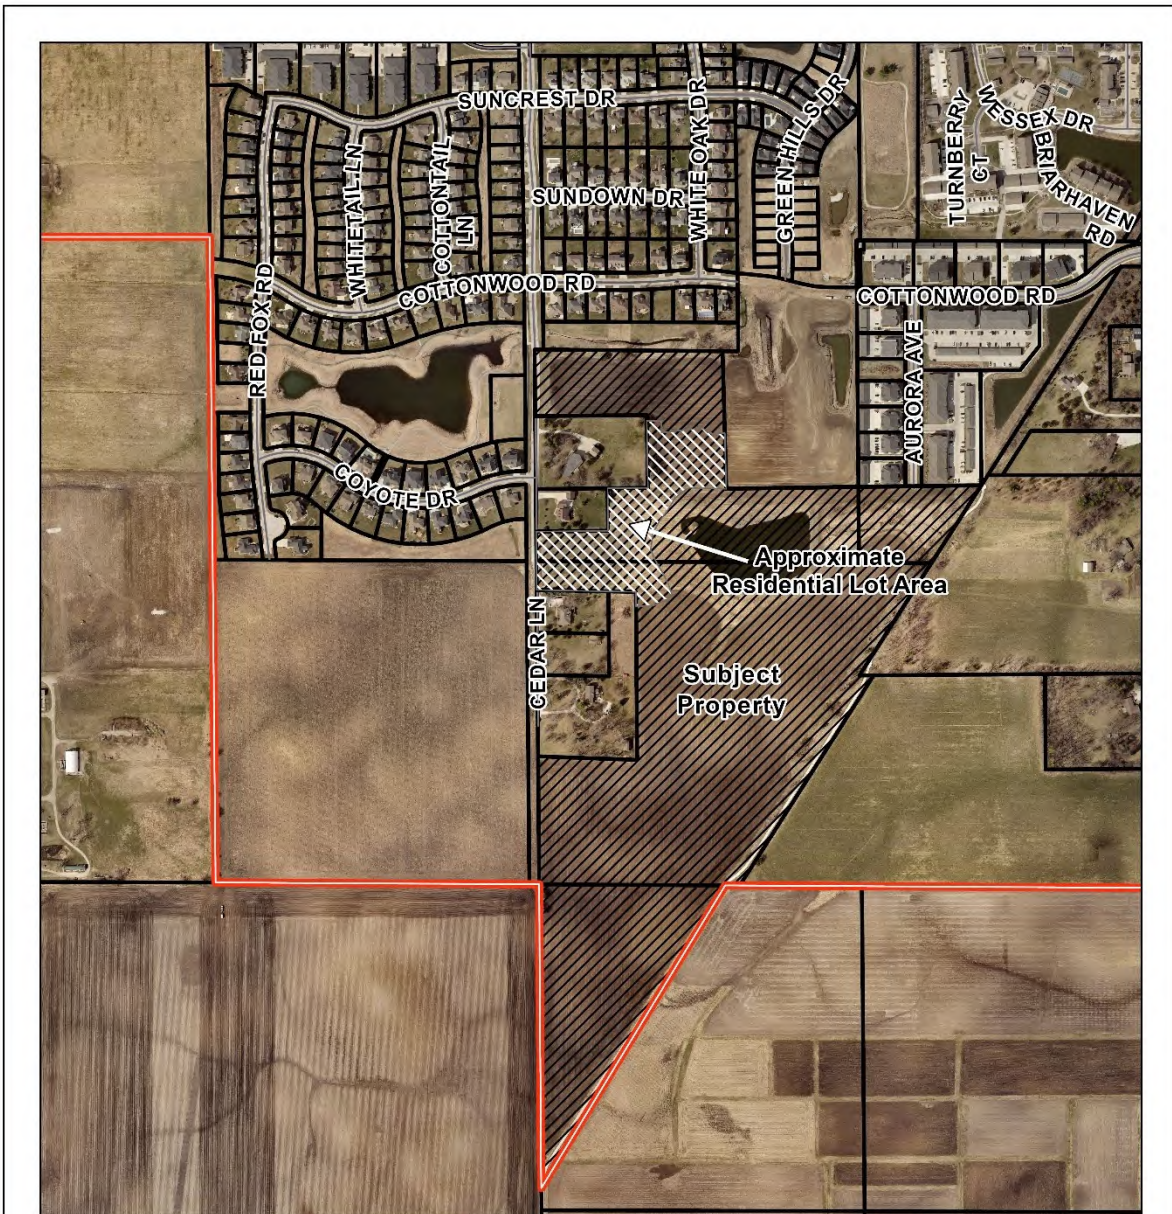 SUNCREST DR
WHITE OAK DR
GREEN HILLS DR
TURNBERRY
CT
WESSEX DR
BRIARHAVEN
RD
WHITETAIL LN
COTTONTAIL
LN
SUNDOWN DR
COTTONWOOD RD
COTTONWOOD RD
RED FOX RD
AURORA AVE
COYOTE DR
Approximate
Residential Lot Area
CEDAR LN
Subject
Property